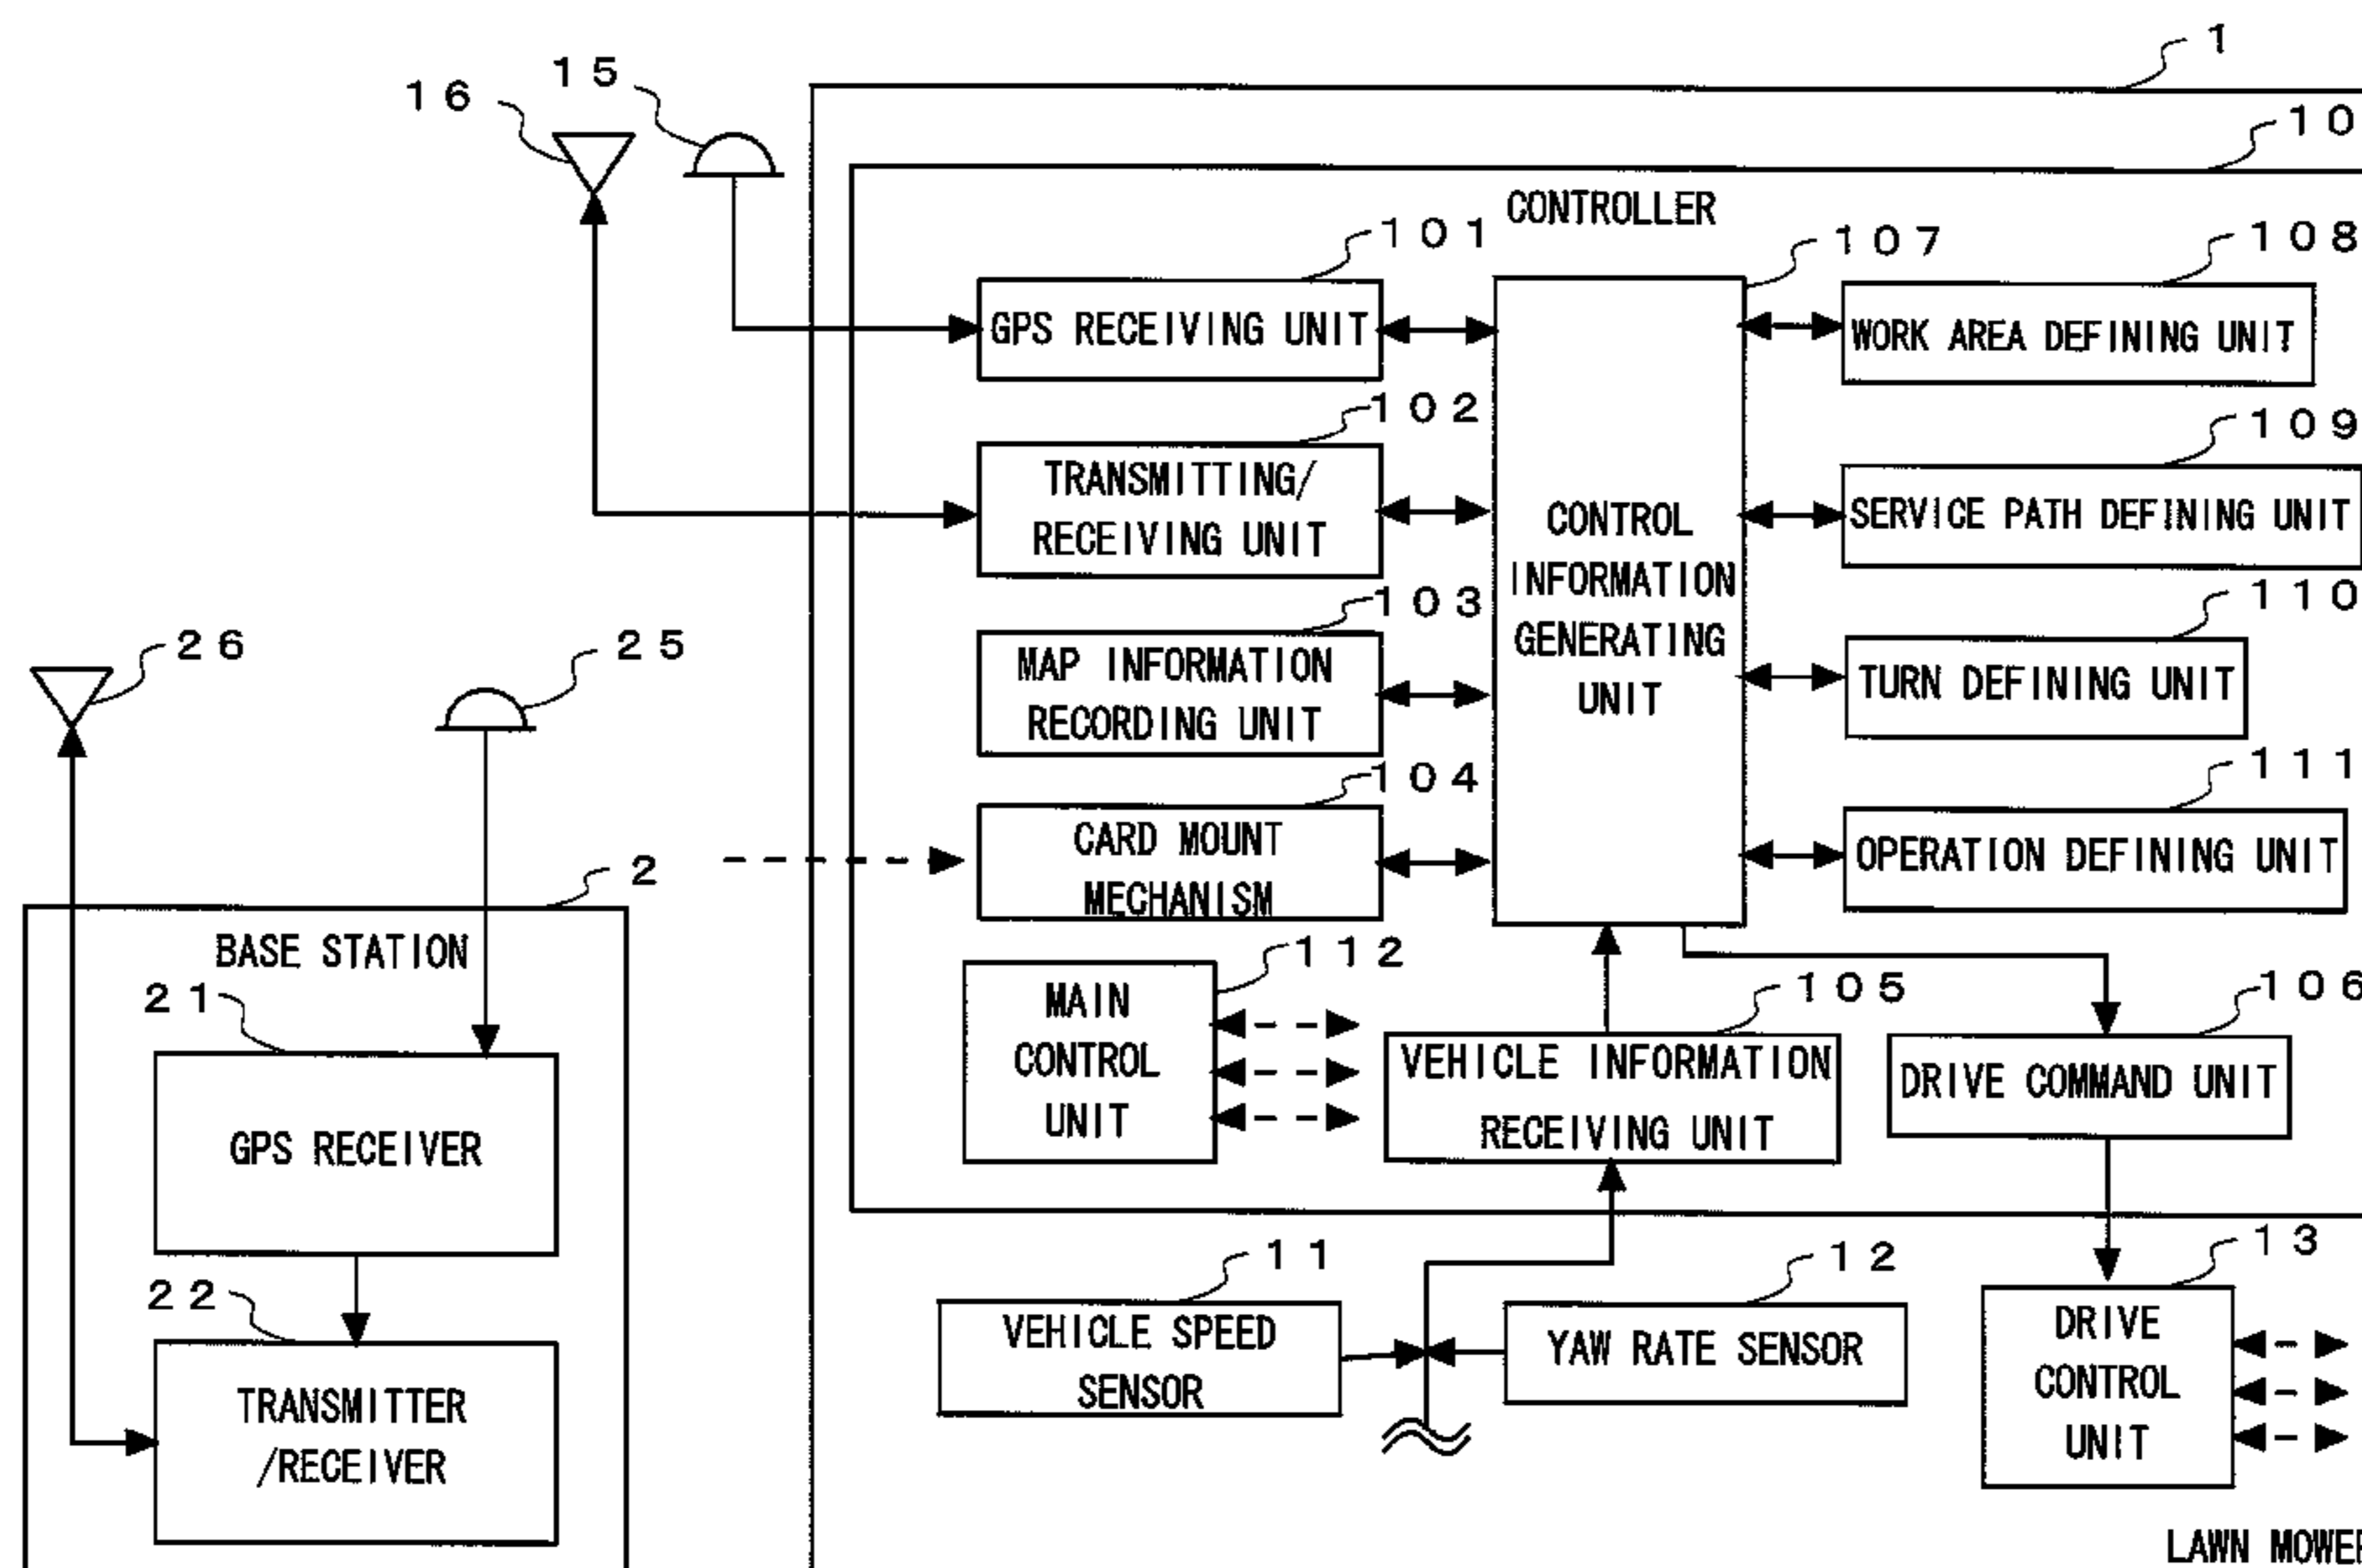 1
15
16
10
CONTROLLER
101
107
108
GPS RECEIVING UNIT
WORK AREA DEFINING UNIT
102
109
TRANSMITTING/
RECEIVING UNIT
CONTROL
INFORMATION
GENERATING
UNIT
SERVICE PATH DEFINING UNIT
103
110
MAP INFORMATION
RECORDING UNIT
TURN DEFINING UNIT
26
25
104
111
CARD MOUNT
MECHANISM
OPERATION DEFINING UNIT
2
BASE STATION
112
105
106
21
MAIN
CONTROL
UNIT
VEHICLE INFORMATION
RECEIVING UNIT
DRIVE COMMAND UNIT
GPS RECEIVER
11
12
13
22
VEHICLE SPEED
SENSOR
YAW RATE SENSOR
DRIVE
CONTROL
UNIT
TRANSMITTER
/RECEIVER
LAWN MOWER